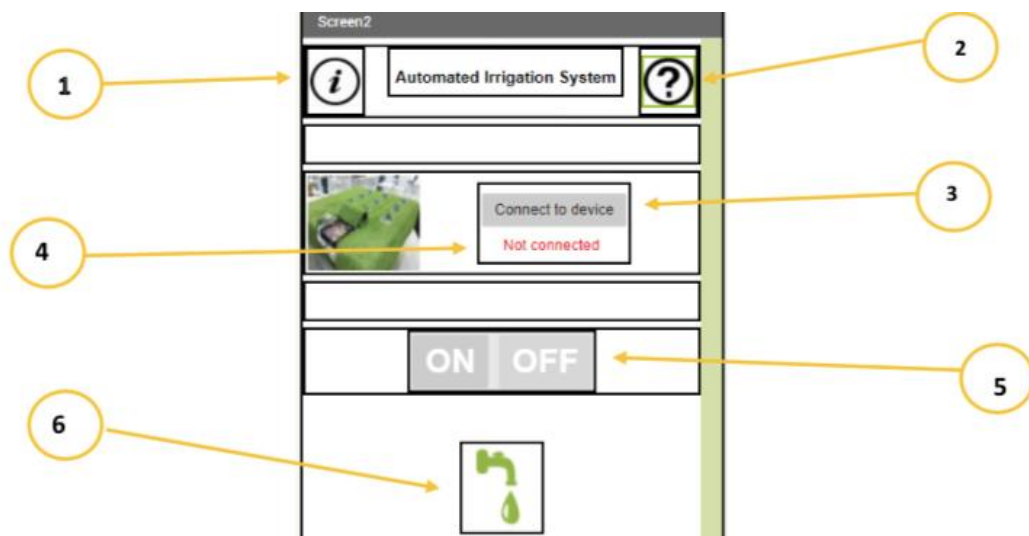 Screen2
1
i
Automated Irrigation System
?
2
Connect to device
3
4
Not connected
ON OFF
5
6